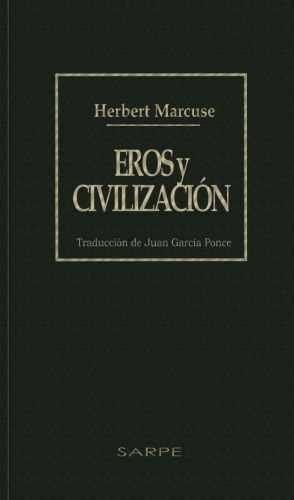 Herbert Marcuse
EROS y
CIVILIZACIÓN
Traducción de Juan García Ponce
SARPE